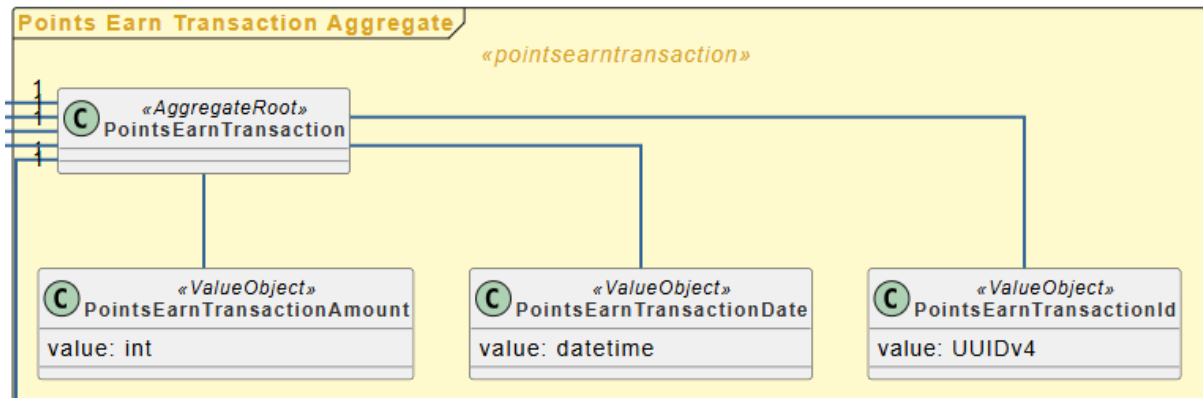 Points Earn Transaction Aggregate
«pointsearntransaction»
1
1
1
1
«AggregateRoot»
C PointsEarnTransaction
«ValueObject»
C PointsEarnTransactionAmount
value: int
«ValueObject»
C PointsEarnTransactionDate
value: datetime
«ValueObject»
C PointsEarnTransactionId
value: UUIDv4